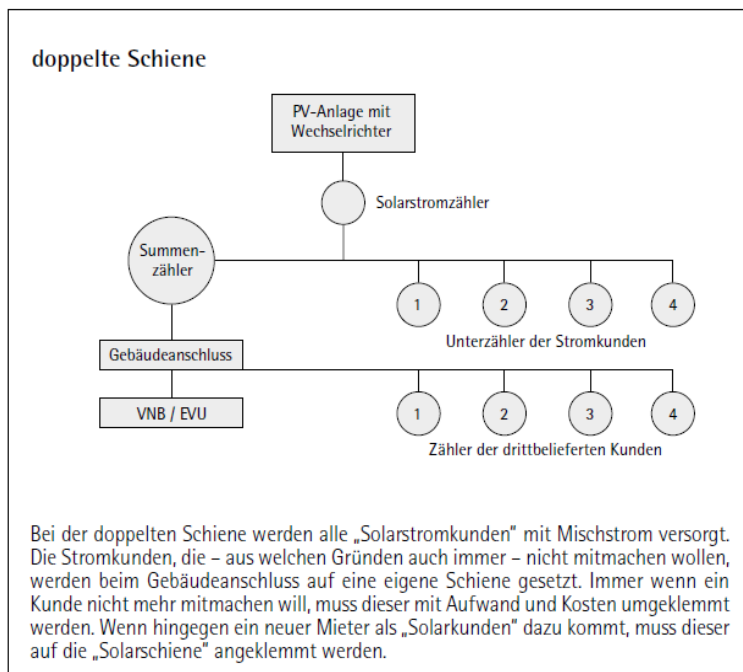 doppelte Schiene
PV-Anlage mit
Wechselrichter
Solarstromzähler
Summen-
zähler
1 2 3 4
Unterzähler der Stromkunden
Gebäudeanschluss
VNB / EVU
1 2 3 4
Zähler der drittbelieferten Kunden
Bei der doppelten Schiene werden alle „Solarstromkunden“ mit Mischstrom versorgt.
Die Stromkunden, die – aus welchen Gründen auch immer – nicht mitmachen wollen,
werden beim Gebäudeanschluss auf eine eigene Schiene gesetzt. Immer wenn ein
Kunde nicht mehr mitmachen will, muss dieser mit Aufwand und Kosten umgeklemmt
werden. Wenn hingegen ein neuer Mieter als „Solarkunden“ dazu kommt, muss dieser
auf die „Solarschiene“ angeklemmt werden.